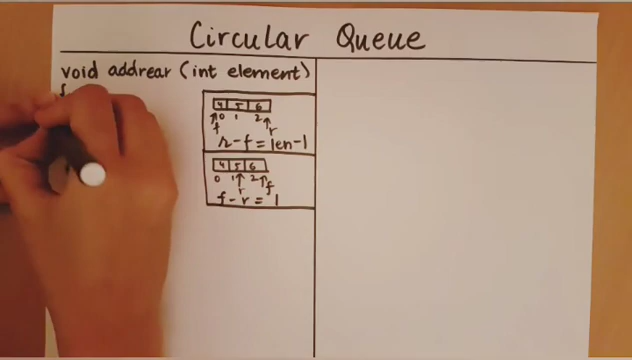 Circular Queue
void addrear (int element)
{
4 5 6
0 1 2
f r
r-f = len-1
4 5 6
0 1 2
r f
f-r = 1